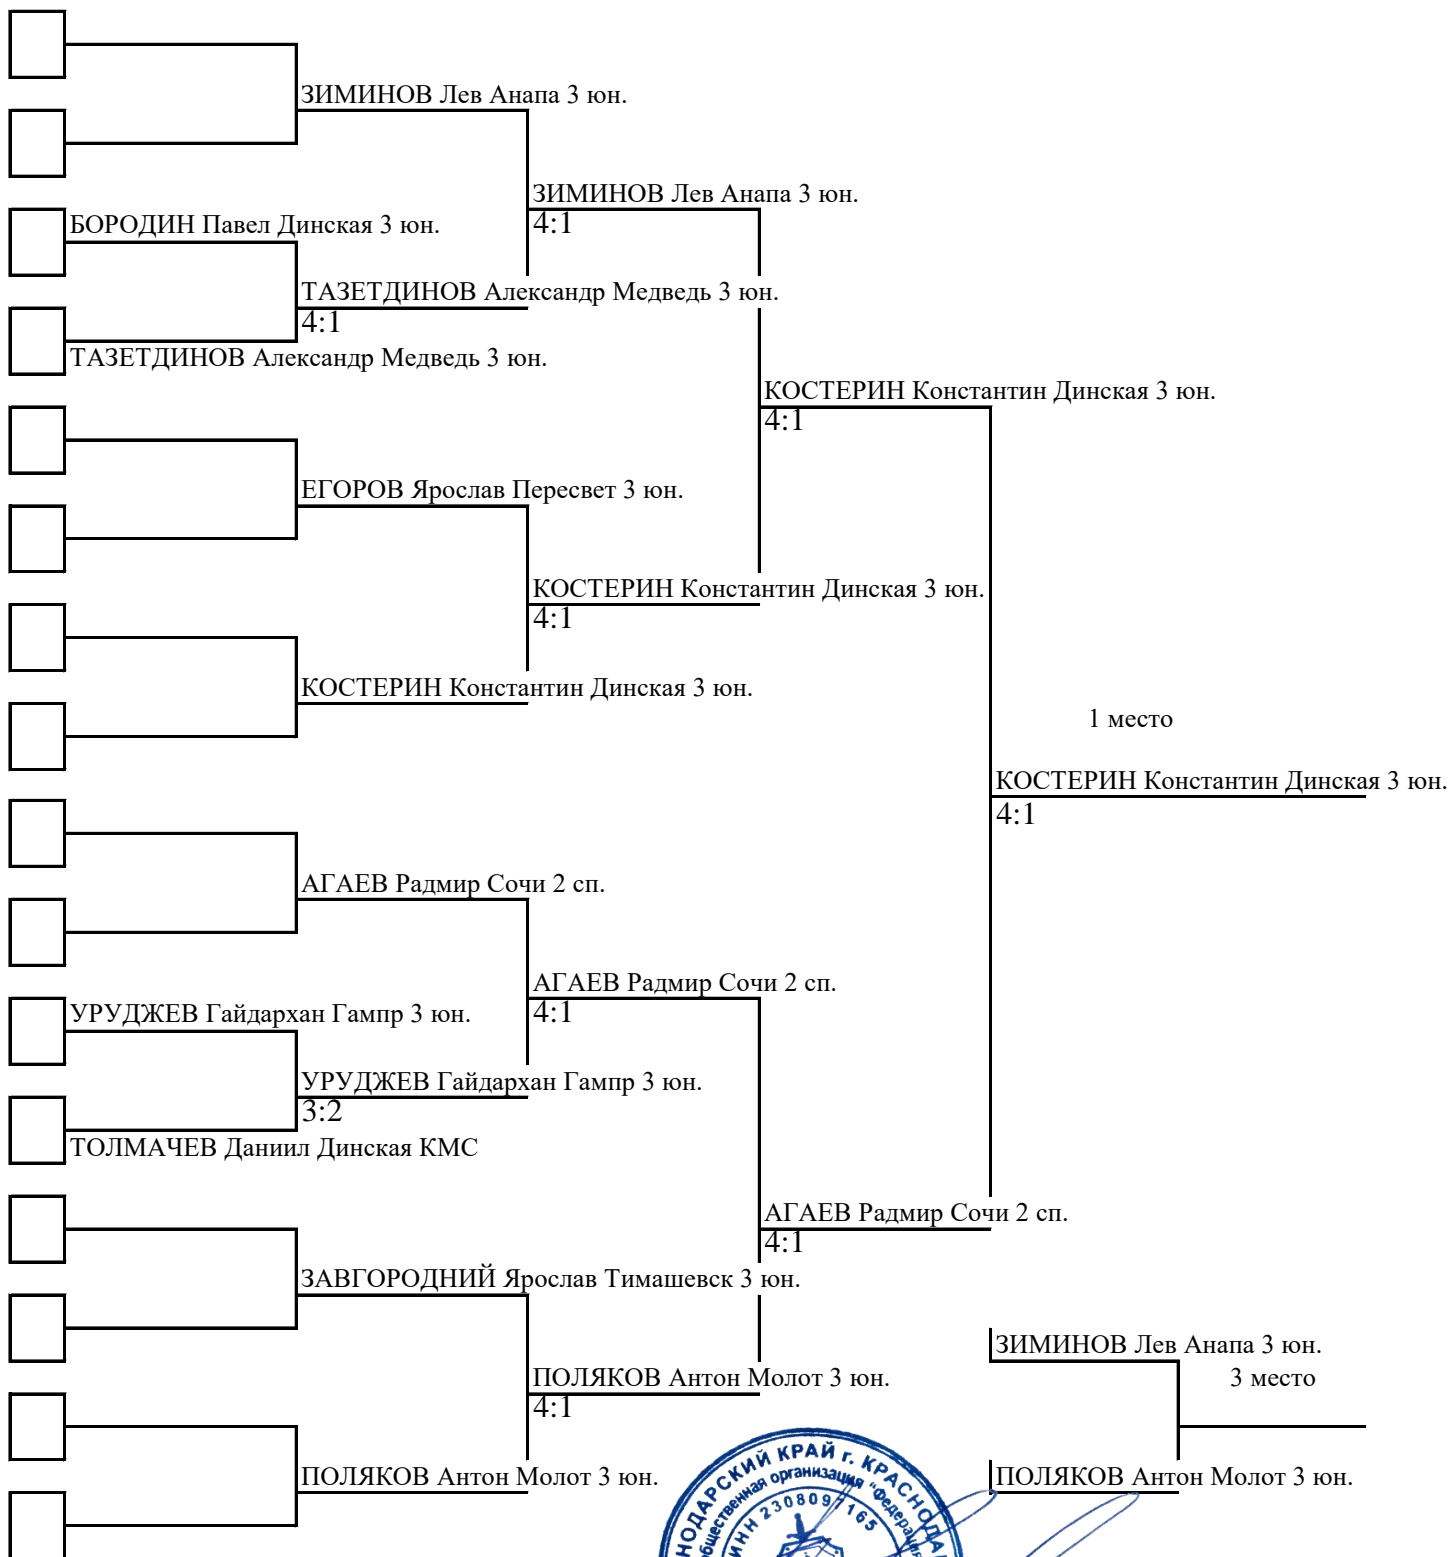 ЗИМИНОВ Лев Анапа 3 юн.
ЗИМИНОВ Лев Анапа 3 юн.
4:1
БОРОДИН Павел Динская 3 юн.
ТАЗЕТДИНОВ Александр Медведь 3 юн.
4:1
ТАЗЕТДИНОВ Александр Медведь 3 юн.
КОСТЕРИН Константин Динская 3 юн.
4:1
ЕГОРОВ Ярослав Пересвет 3 юн.
КОСТЕРИН Константин Динская 3 юн.
4:1
КОСТЕРИН Константин Динская 3 юн.
1 место
КОСТЕРИН Константин Динская 3 юн.
4:1
АГАЕВ Радмир Сочи 2 сп.
АГАЕВ Радмир Сочи 2 сп.
4:1
УРУДЖЕВ Гайдархан Гампр 3 юн.
УРУДЖЕВ Гайдархан Гампр 3 юн.
3:2
ТОЛМАЧЕВ Даниил Динская КМС
АГАЕВ Радмир Сочи 2 сп.
4:1
ЗАВГОРОДНИЙ Ярослав Тимашевск 3 юн.
ЗИМИНОВ Лев Анапа 3 юн.
3 место
ПОЛЯКОВ Антон Молот 3 юн.
4:1
ПОЛЯКОВ Антон Молот 3 юн.
ПОЛЯКОВ Антон Молот 3 юн.
КРАЙ г.
общественная организация
ИНН 2308097165